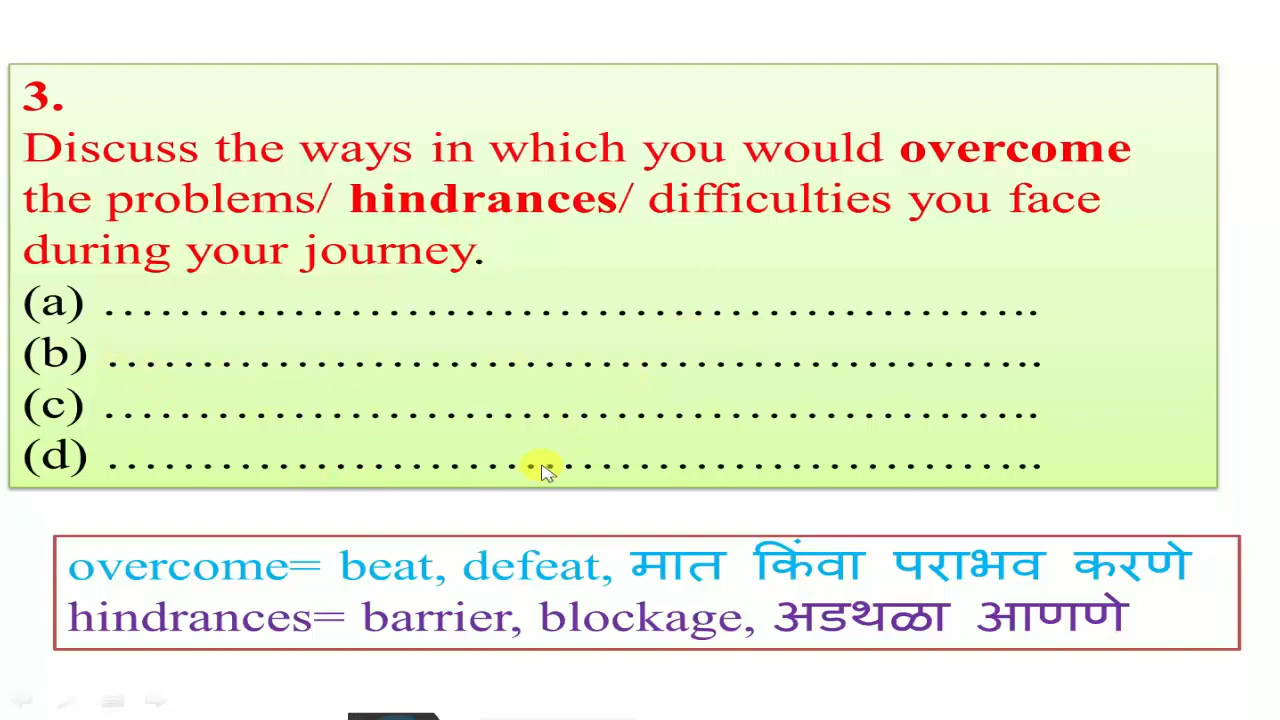 3.
Discuss the ways in which you would overcome
the problems/ hindrances/ difficulties you face
during your journey.
(a) ………………………………………………….
(b) ………………………………………………….
(c) ………………………………………………….
(d) ………………………………………………….
overcome= beat, defeat, मात किंवा पराभव करणे
hindrances= barrier, blockage, अडथळा आणणे